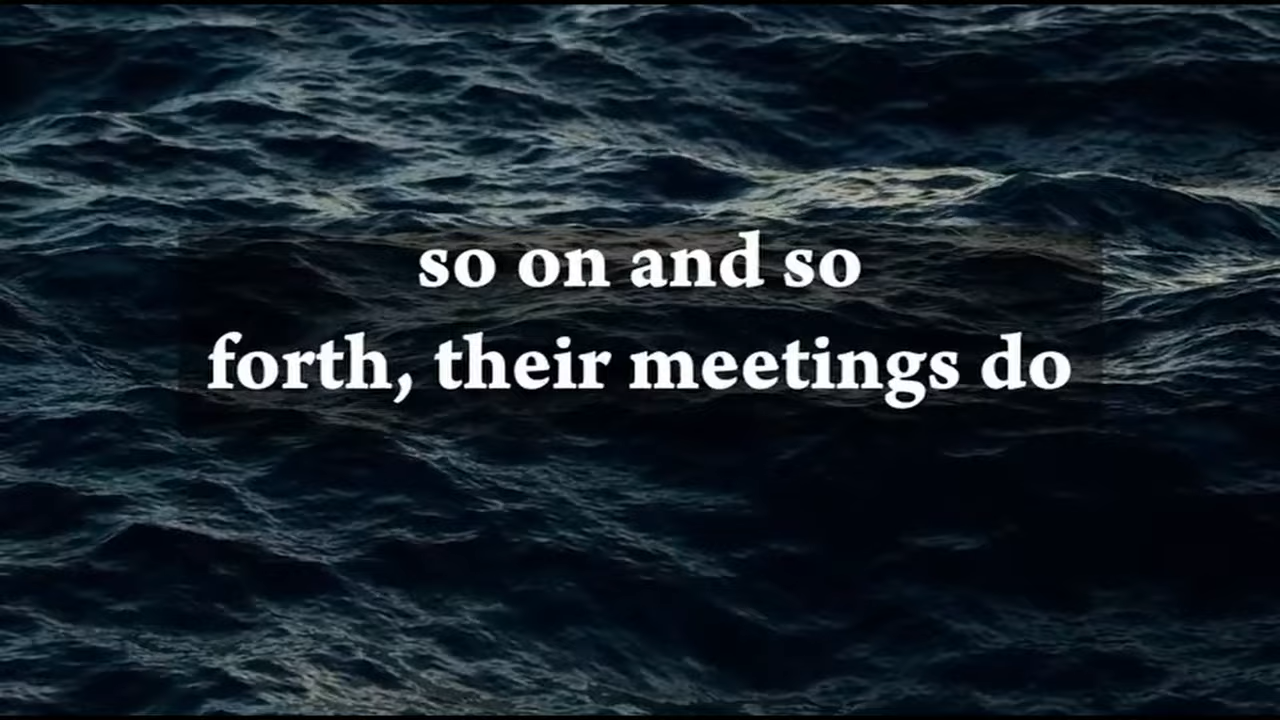 so on and so
forth, their meetings do